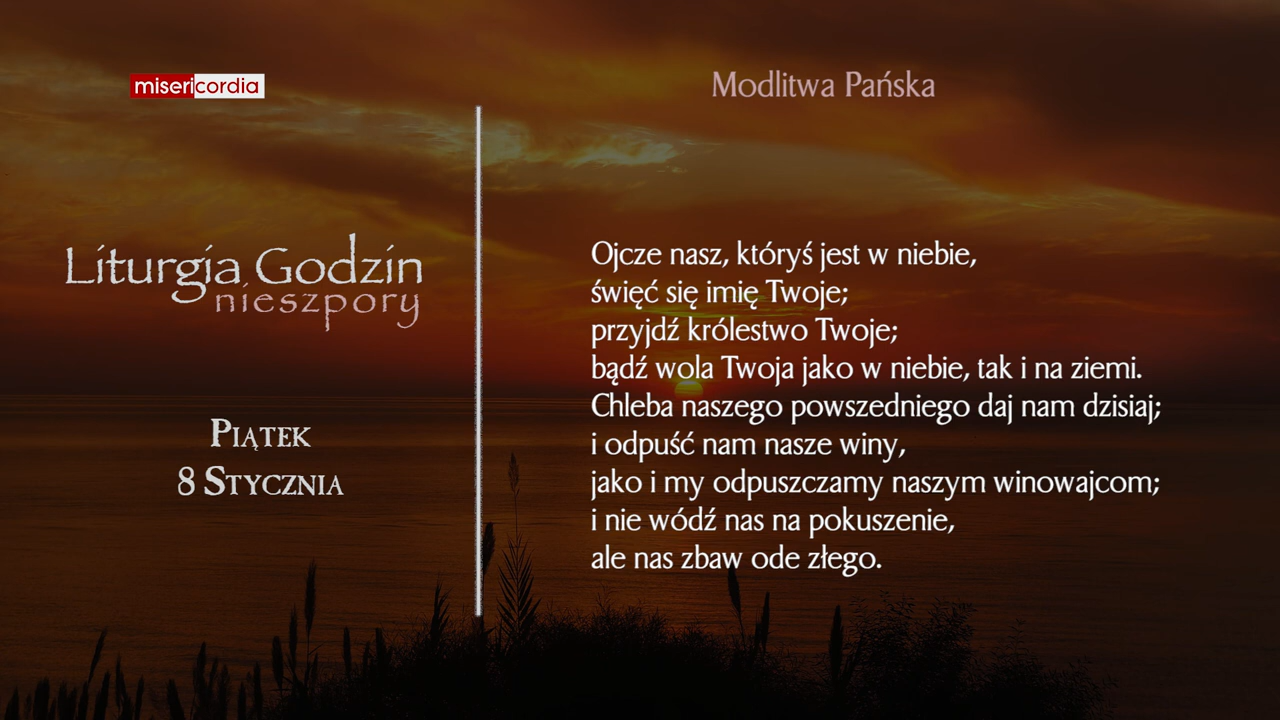 misericordia
Liturgia Godzin
nieszpory
Piątek
8 Stycznia
Modlitwa Pańska
Ojcze nasz, któryś jest w niebie,
święć się imię Twoje;
przyjdź królestwo Twoje;
bądź wola Twoja jako w niebie, tak i na ziemi.
Chleba naszego powszedniego daj nam dzisiaj;
i odpuść nam nasze winy,
jako i my odpuszczamy naszym winowajcom;
i nie wódź nas na pokuszenie,
ale nas zbaw ode złego.